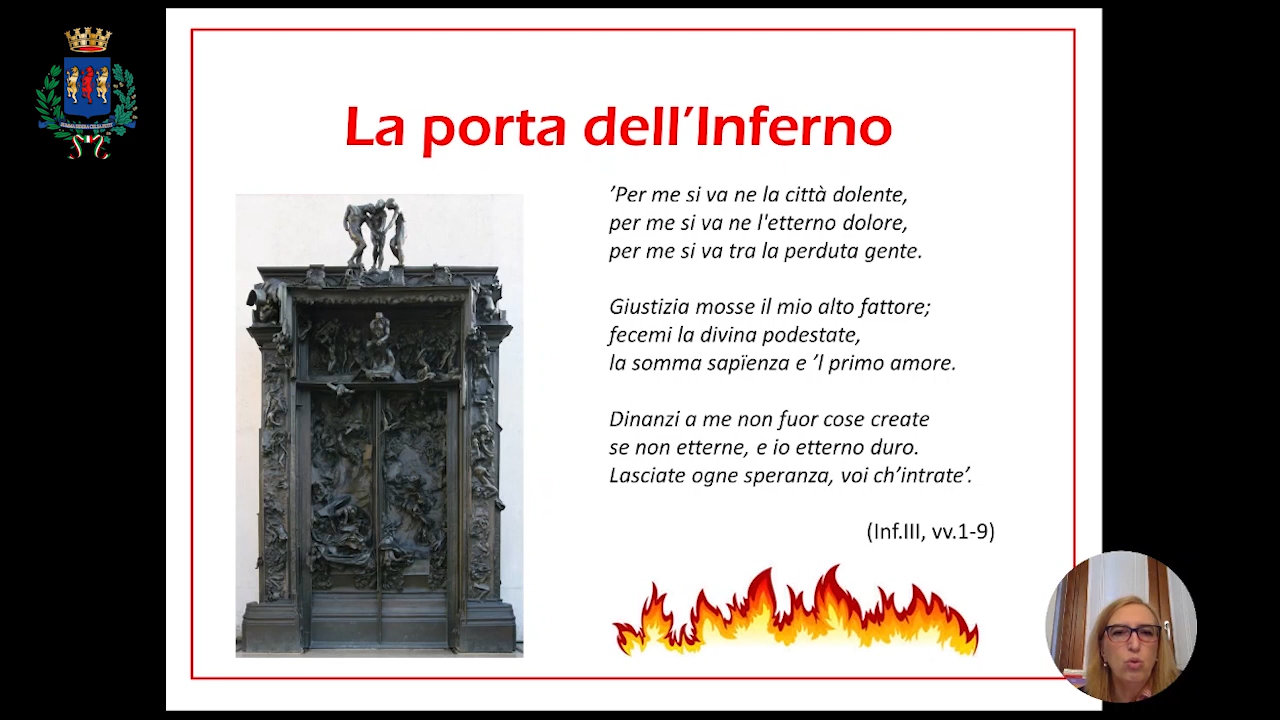 La porta dell’Inferno
’Per me si va ne la città dolente,
per me si va ne l'etterno dolore,
per me si va tra la perduta gente.
Giustizia mosse il mio alto fattore;
fecemi la divina podestate,
la somma sapïenza e ’l primo amore.
Dinanzi a me non fuor cose create
se non etterne, e io etterno duro.
Lasciate ogne speranza, voi ch’intrate’.
(Inf.III, vv.1-9)